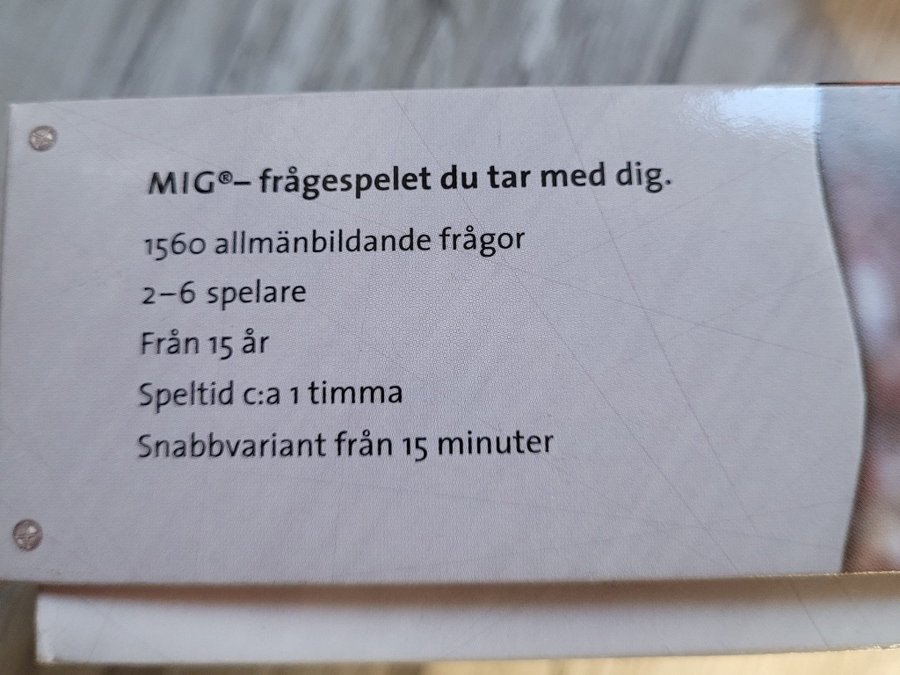 MIG®– frågespelet du tar med dig.
1560 allmänbildande frågor
2–6 spelare
Från 15 år
Speltid c:a 1 timma
Snabbvariant från 15 minuter